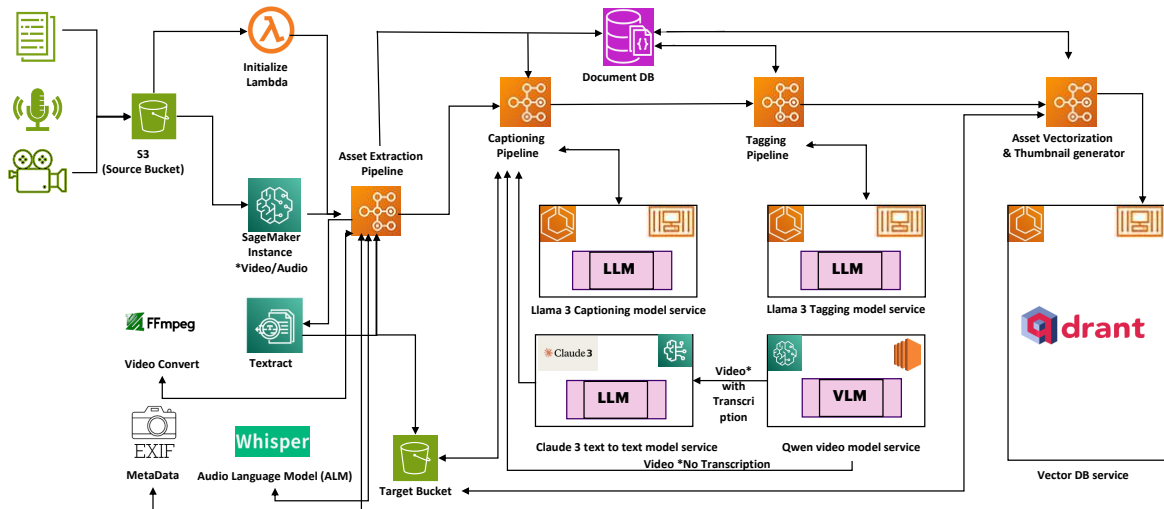 Initialize
Lambda
Document DB
S3
(Source Bucket)
Asset Extraction
Pipeline
Captioning
Pipeline
Tagging
Pipeline
Asset Vectorization
& Thumbnail generator
SageMaker
Instance
*Video/Audio
LLM
Llama 3 Captioning model service
LLM
Llama 3 Tagging model service
FFmpeg
Video Convert
Textract
Claude 3
LLM
Claude 3 text to text model service
Video*
with
Transcri
ption
VLM
Qwen video model service
Video *No Transcription
qdrant
Vector DB service
EXIF
MetaData
Whisper
Audio Language Model (ALM)
Target Bucket